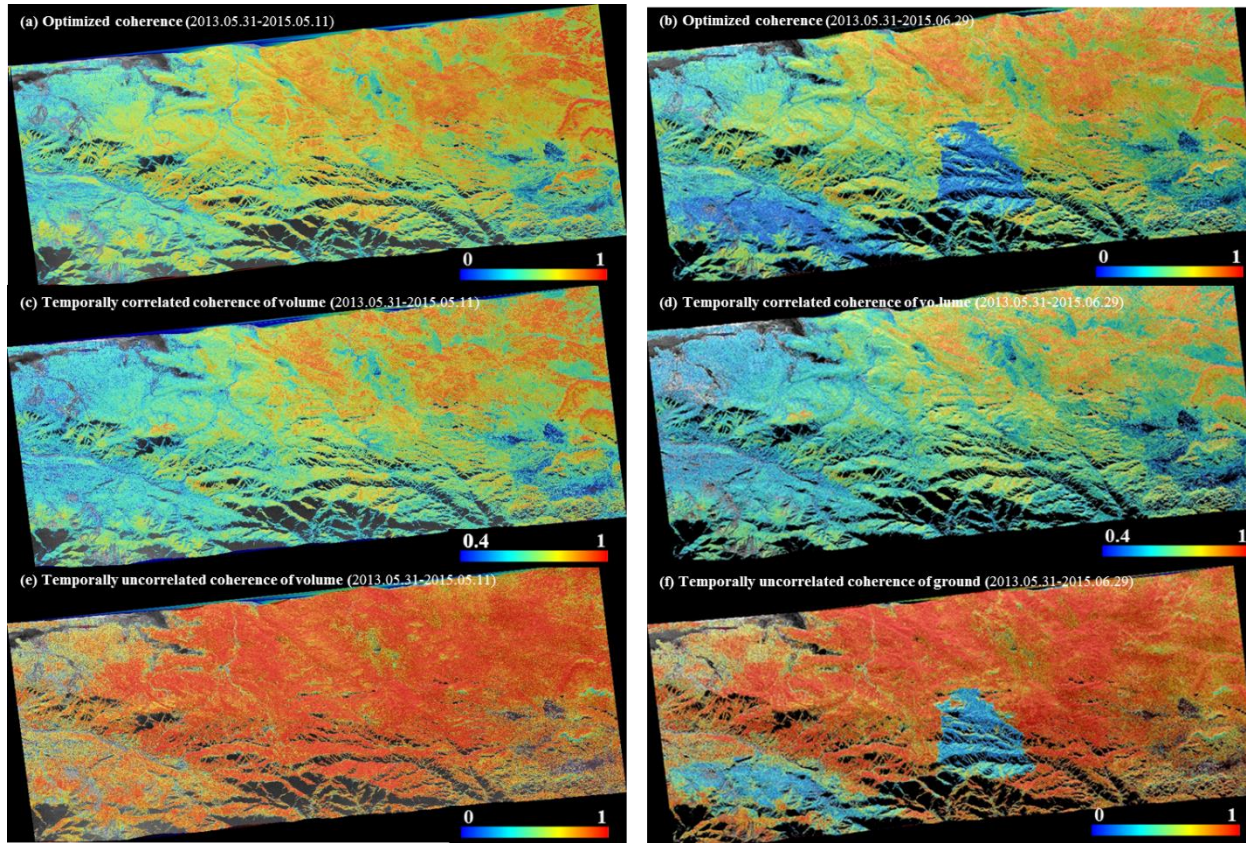 (a) Optimized coherence (2013.05.31-2015.05.11)
0 1
(b) Optimized coherence (2013.05.31-2015.06.29)
0 1
(c) Temporally correlated coherence of volume (2013.05.31-2015.05.11)
0.4 1
(d) Temporally correlated coherence of vo.lume (2013.05.31-2015.06.29)
0.4 1
(e) Temporally uncorrelated coherence of volume (2013.05.31-2015.05.11)
0 1
(f) Temporally uncorrelated coherence of ground (2013.05.31-2015.06.29)
0 1